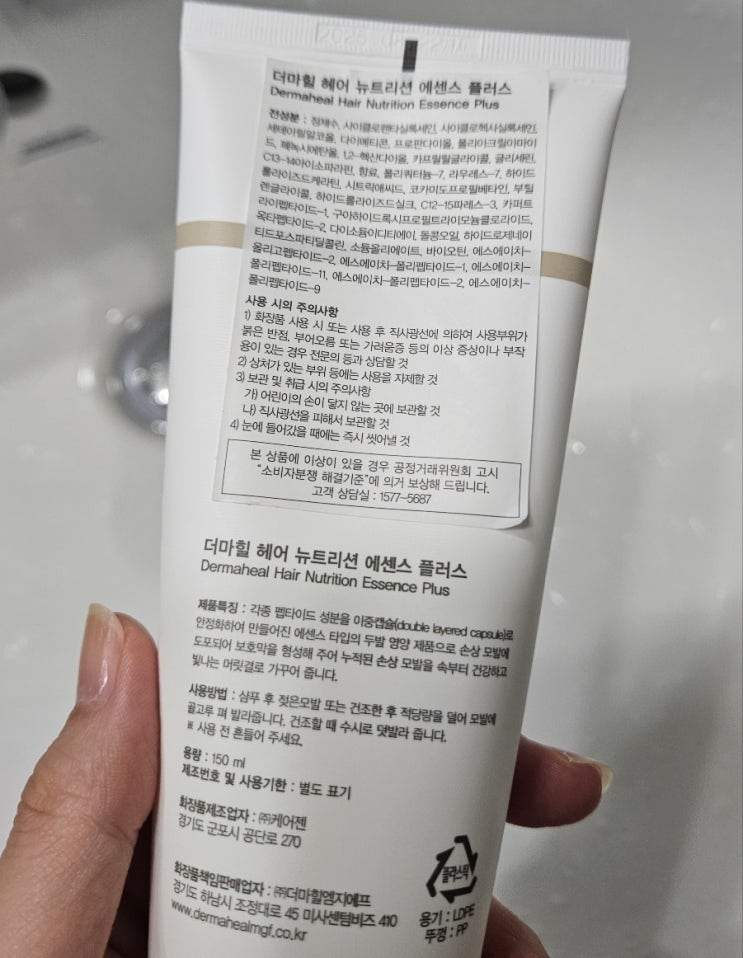 더마힐 헤어 뉴트리션 에센스 플러스
Dermaheal Hair Nutrition Essence Plus
전성분 : 정제수, 사이클로펜타실록세인, 사이클로헥사실록세인,
세테아릴알코올, 다이메티콘, 프로판다이올, 폴리아크릴아마이
드, 페녹시에탄올, 1,2-헥산다이올, 카프릴릴글라이콜, 글리세린,
C13-14아이소파라핀, 향료, 폴리쿼터늄-7, 라우레스-7, 하이드
롤라이즈드케라틴, 시트릭애씨드, 코카미도프로필베타인, 부틸
렌글라이콜, 하이드롤라이즈드실크, C12-15파레스-3, 카퍼트
라이펩타이드-1, 구아하이드록시프로필트라이모늄클로라이드,
옥타펩타이드-2, 다이소듐이디티에이, 돌콩오일, 하이드로제네이
티드포스파티딜콜린, 소듐올리에이트, 바이오틴, 에스에이치-
올리고펩타이드-2, 에스에이치-폴리펩타이드-1, 에스에이치-
폴리펩타이드-11, 에스에이치-폴리펩타이드-2, 에스에이치-
폴리펩타이드-9
사용 시의 주의사항
1) 화장품 사용 시 또는 사용 후 직사광선에 의하여 사용부위가
붉은 반점, 부어오름 또는 가려움증 등의 이상 증상이나 부작
용이 있는 경우 전문의 등과 상담할 것
2) 상처가 있는 부위 등에는 사용을 자제할 것
3) 보관 및 취급 시의 주의사항
가) 어린이의 손이 닿지 않는 곳에 보관할 것
나) 직사광선을 피해서 보관할 것
4) 눈에 들어갔을 때에는 즉시 씻어낼 것
본 상품에 이상이 있을 경우 공정거래위원회 고시
“소비자분쟁 해결기준”에 의거 보상해 드립니다.
고객 상담실 : 1577-5687
더마힐 헤어 뉴트리션 에센스 플러스
Dermaheal Hair Nutrition Essence Plus
제품특징 : 각종 펩타이드 성분을 이중캡슐(double layered capsule)로
안정화하여 만들어진 에센스 타입의 두발 영양 제품으로 손상 모발에
도포되어 보호막을 형성해 주어 누적된 손상 모발을 속부터 건강하고
빛나는 머릿결로 가꾸어 줍니다.
사용방법 : 샴푸 후 젖은모발 또는 건조한 후 적당량을 덜어 모발에
골고루 펴 발라줍니다. 건조할 때 수시로 덧발라 줍니다.
※ 사용 전 흔들어 주세요.
용량 : 150 ml
제조번호 및 사용기한 : 별도 표기
화장품제조업자 : ㈜케어젠
경기도 군포시 공단로 270
화장품책임판매업자 : ㈜더마힐엠지에프
경기도 하남시 조정대로 45 미사센텀비즈 410
www.dermahealmgf.co.kr
플라스틱
용기 : LDPE
뚜껑 : PP